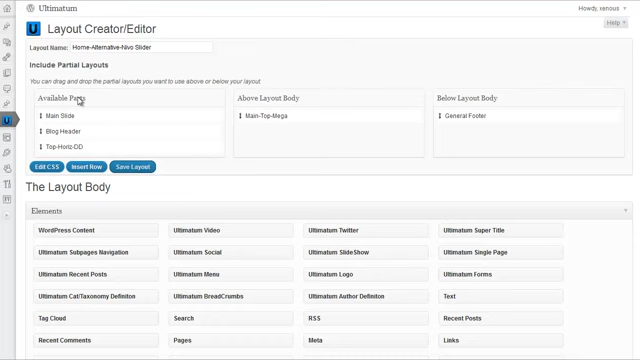 Ultimatum
Howdy, xenous
Help
Layout Creator/Editor
Layout Name: Home-Alternative-Nivo Slider
Include Partial Layouts
You can drag and drop the partial layouts you want to use above or below your layout
Available Parts
Above Layout Body
Below Layout Body
Main Slide
Main-Top-Mega
General Footer
Blog Header
Top-Horiz-DD
Edit CSS
Insert Row
Save Layout
The Layout Body
Elements
WordPress Content
Ultimatum Video
Ultimatum Twitter
Ultimatum Super Title
Ultimatum Subpages Navigation
Ultimatum Social
Ultimatum SlideShow
Ultimatum Single Page
Ultimatum Recent Posts
Ultimatum Menu
Ultimatum Logo
Ultimatum Forms
Ultimatum Cat/Taxonomy Definiton
Ultimatum BreadCrumbs
Ultimatum Author Definiton
Text
Tag Cloud
Search
RSS
Recent Posts
Recent Comments
Pages
Meta
Links